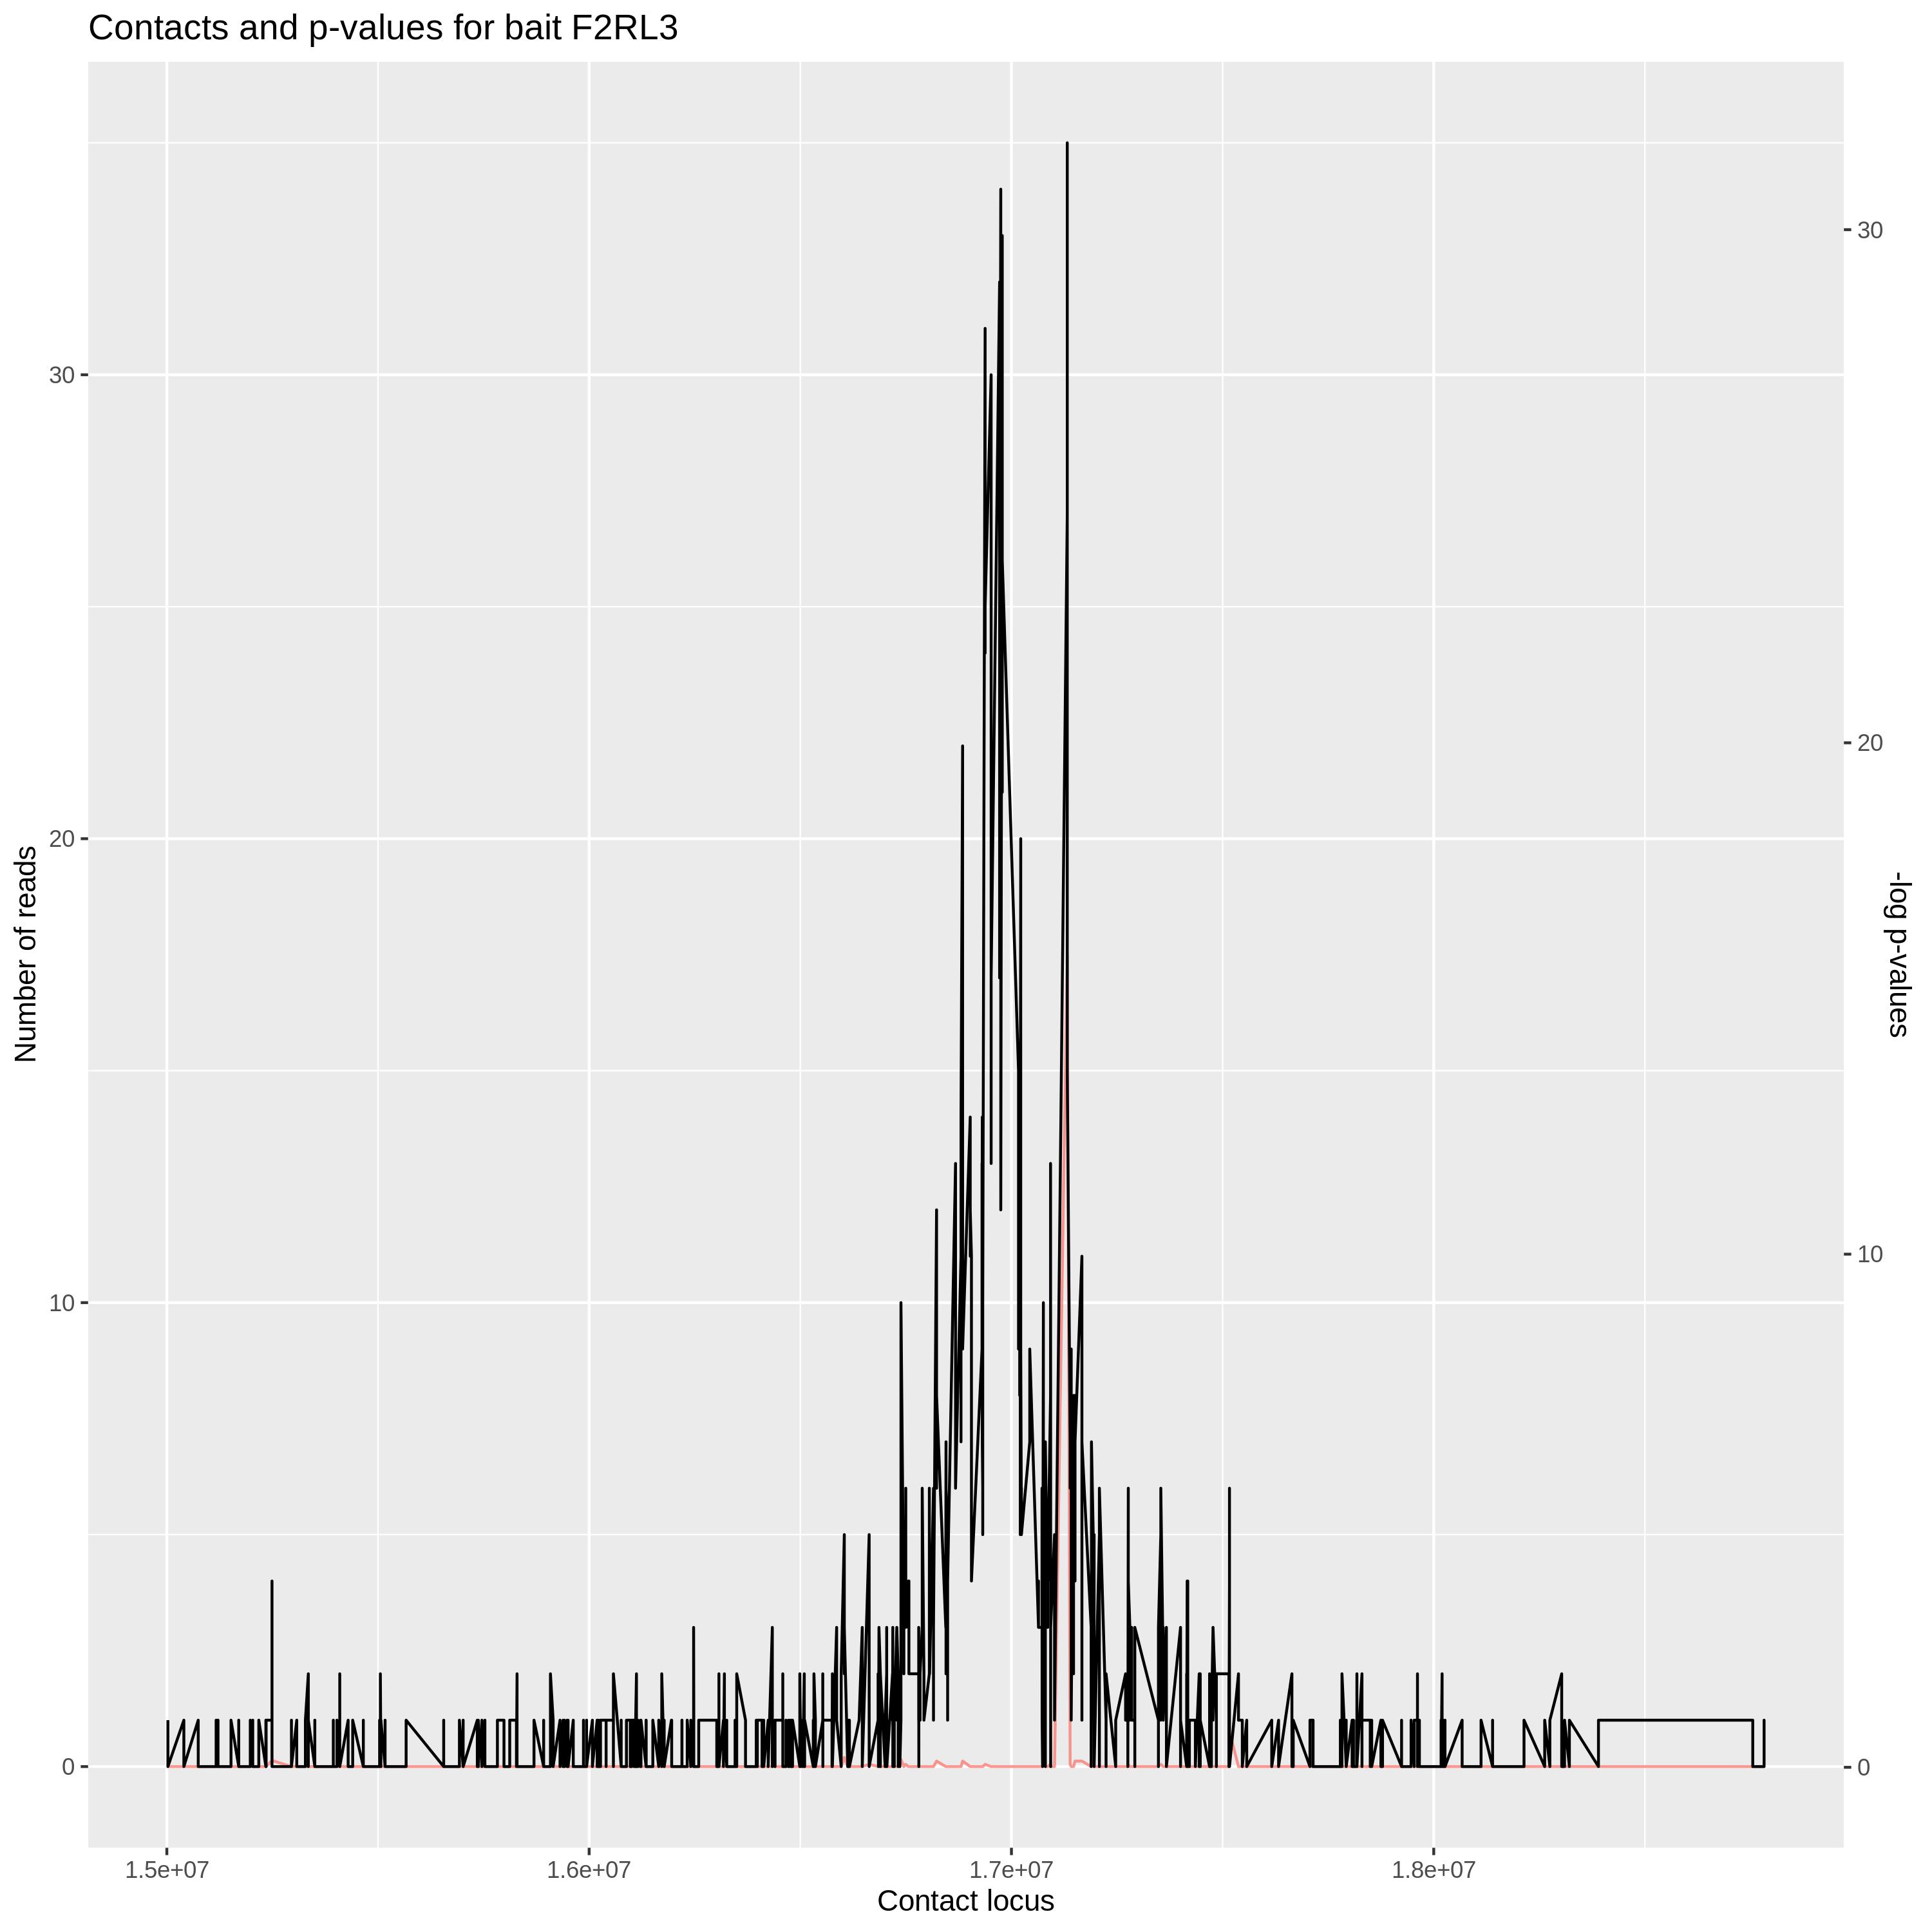 Contacts and p-values for bait F2RL3
30
20
10
0
Number of reads
30
20
10
0
-log p-values
1.5e+07 1.6e+07 1.7e+07 1.8e+07
Contact locus